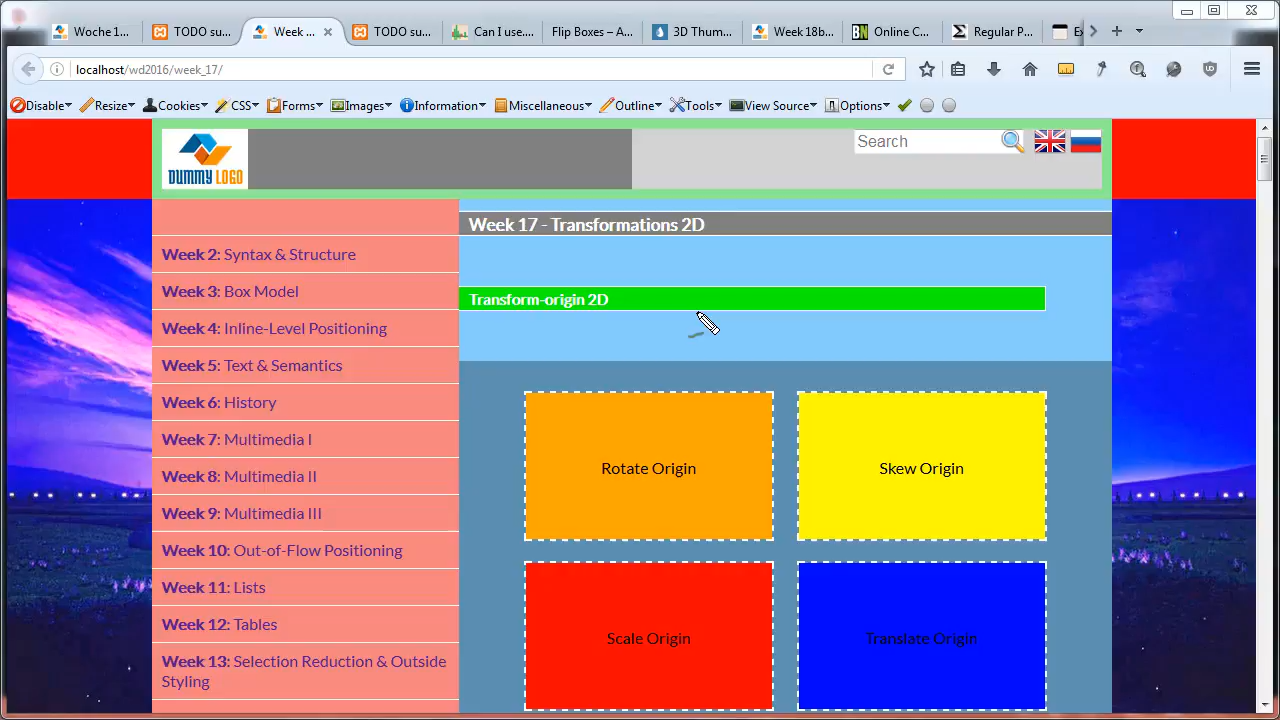 Woche 1...
TODO su...
Week ...
TODO su...
Can I use....
Flip Boxes – A...
3D Thum...
Week 18b...
BN Online C...
Regular P...
Ex
localhost/wd2016/week_17/
Disable
Resize
Cookies
CSS
Forms
Images
Information
Miscellaneous
Outline
Tools
View Source
Options
DUMMY LOGO
Search
Week 17 - Transformations 2D
Transform-origin 2D
Week 2: Syntax & Structure
Week 3: Box Model
Week 4: Inline-Level Positioning
Week 5: Text & Semantics
Week 6: History
Week 7: Multimedia I
Week 8: Multimedia II
Week 9: Multimedia III
Week 10: Out-of-Flow Positioning
Week 11: Lists
Week 12: Tables
Week 13: Selection Reduction & Outside
Styling
Rotate Origin
Skew Origin
Scale Origin
Translate Origin